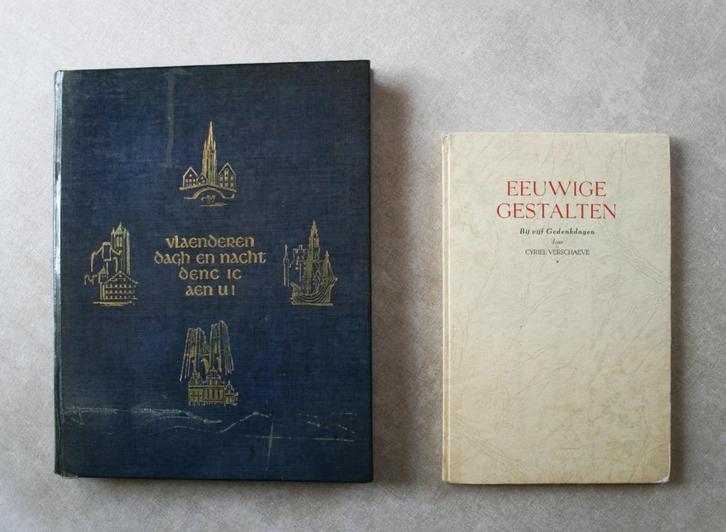 vlaenderen
dagh en nacht
denc ic
aen u!
EEUWIGE
GESTALTEN
Bij vijf Gedenkdagen
door
CYRIEL VERSCHAEVE